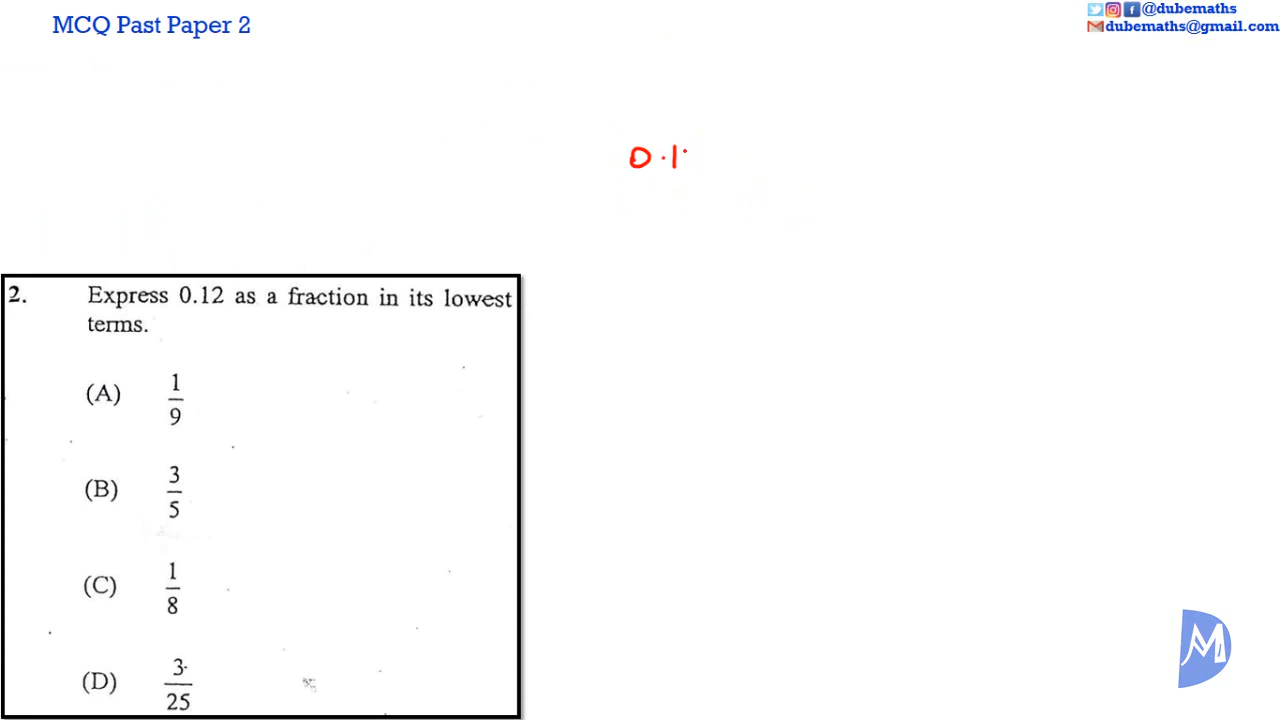 MCQ Past Paper 2
@dubemaths
dubemaths@gmail.com
0.1
2. Express 0.12 as a fraction in its lowest
terms.
(A) 1/9
(B) 3/5
(C) 1/8
(D) 3/25
M